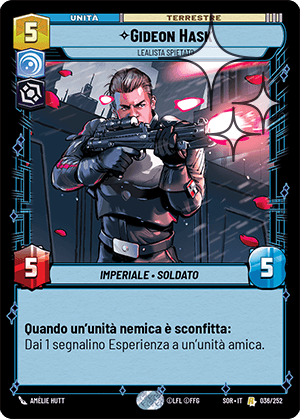 UNITÀ
TERRESTRE
5
GIDEON HASK
LEALISTA SPIETATO
5
5
IMPERIALE • SOLDATO
Quando un'unità nemica è sconfitta:
Dai 1 segnalino Esperienza a un'unità amica.
AMÉLIE HUTT
©LFL ©FFG
SOR • IT
R
036/252